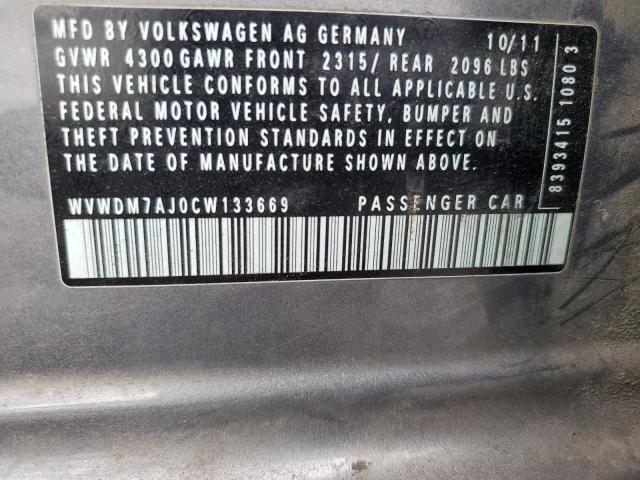 MFD BY VOLKSWAGEN AG GERMANY 10/11
GVWR 4300 GAWR FRONT 2315/ REAR 2096 LBS
THIS VEHICLE CONFORMS TO ALL APPLICABLE U.S.
FEDERAL MOTOR VEHICLE SAFETY, BUMPER AND
THEFT PREVENTION STANDARDS IN EFFECT ON
THE DATE OF MANUFACTURE SHOWN ABOVE.
WVWDM7AJ0CW133669 PASSENGER CAR
8393415 1080 3